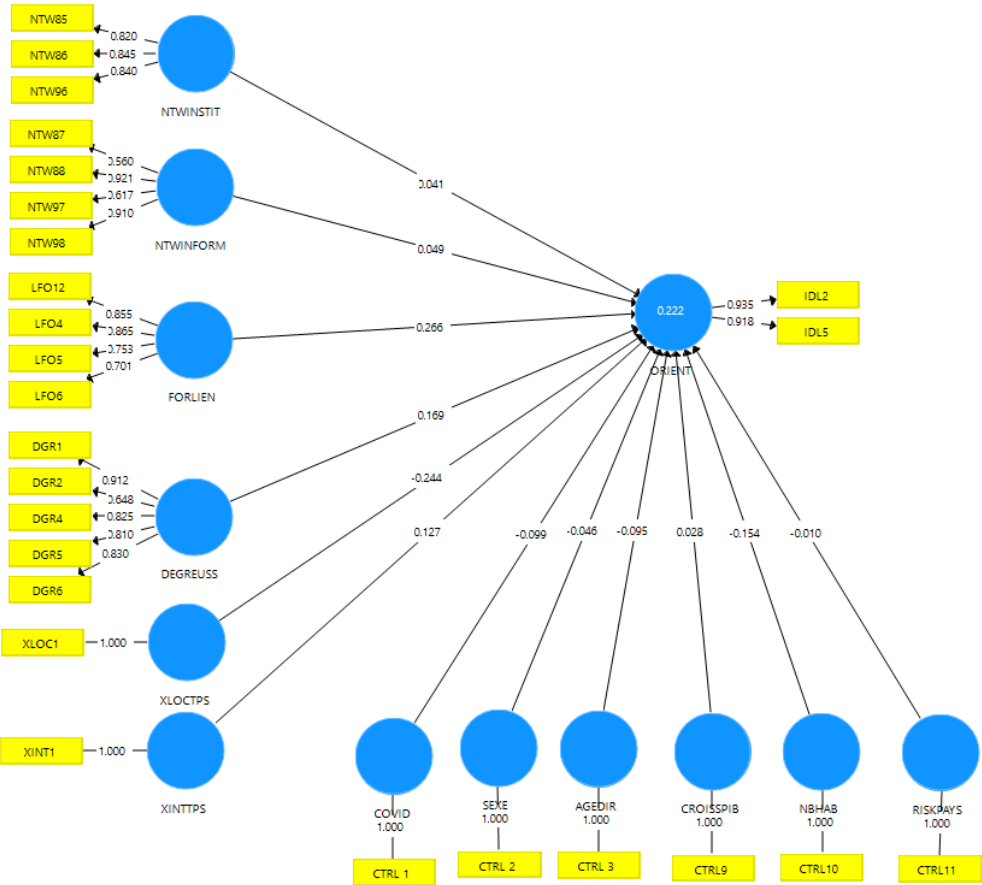 NTW85
0.820
NTW86
0.845
NTW96
0.840
NTWINSTIT
NTW87
0.560
NTW88
0.921
NTW97
0.617
NTW98
0.910
NTWINFORM
LFO12
0.855
LFO4
0.865
LFO5
0.753
LFO6
0.701
FORLIEN
DGR1
0.912
DGR2
0.648
DGR4
0.825
DGR5
0.810
DGR6
0.830
DEGREUSS
XLOC1
1.000
XLOCTPS
XINT1
1.000
XINTTPS
0.041
0.049
0.266
0.169
-0.244
0.127
0.222
ORIENT
0.935
IDL2
0.918
IDL5
-0.099
-0.046
-0.095
0.028
-0.154
-0.010
COVID
1.000
CTRL 1
SEXE
1.000
CTRL 2
AGEDIR
1.000
CTRL 3
CROISSPIB
1.000
CTRL9
NBHAB
1.000
CTRL10
RISKPAYS
1.000
CTRL11